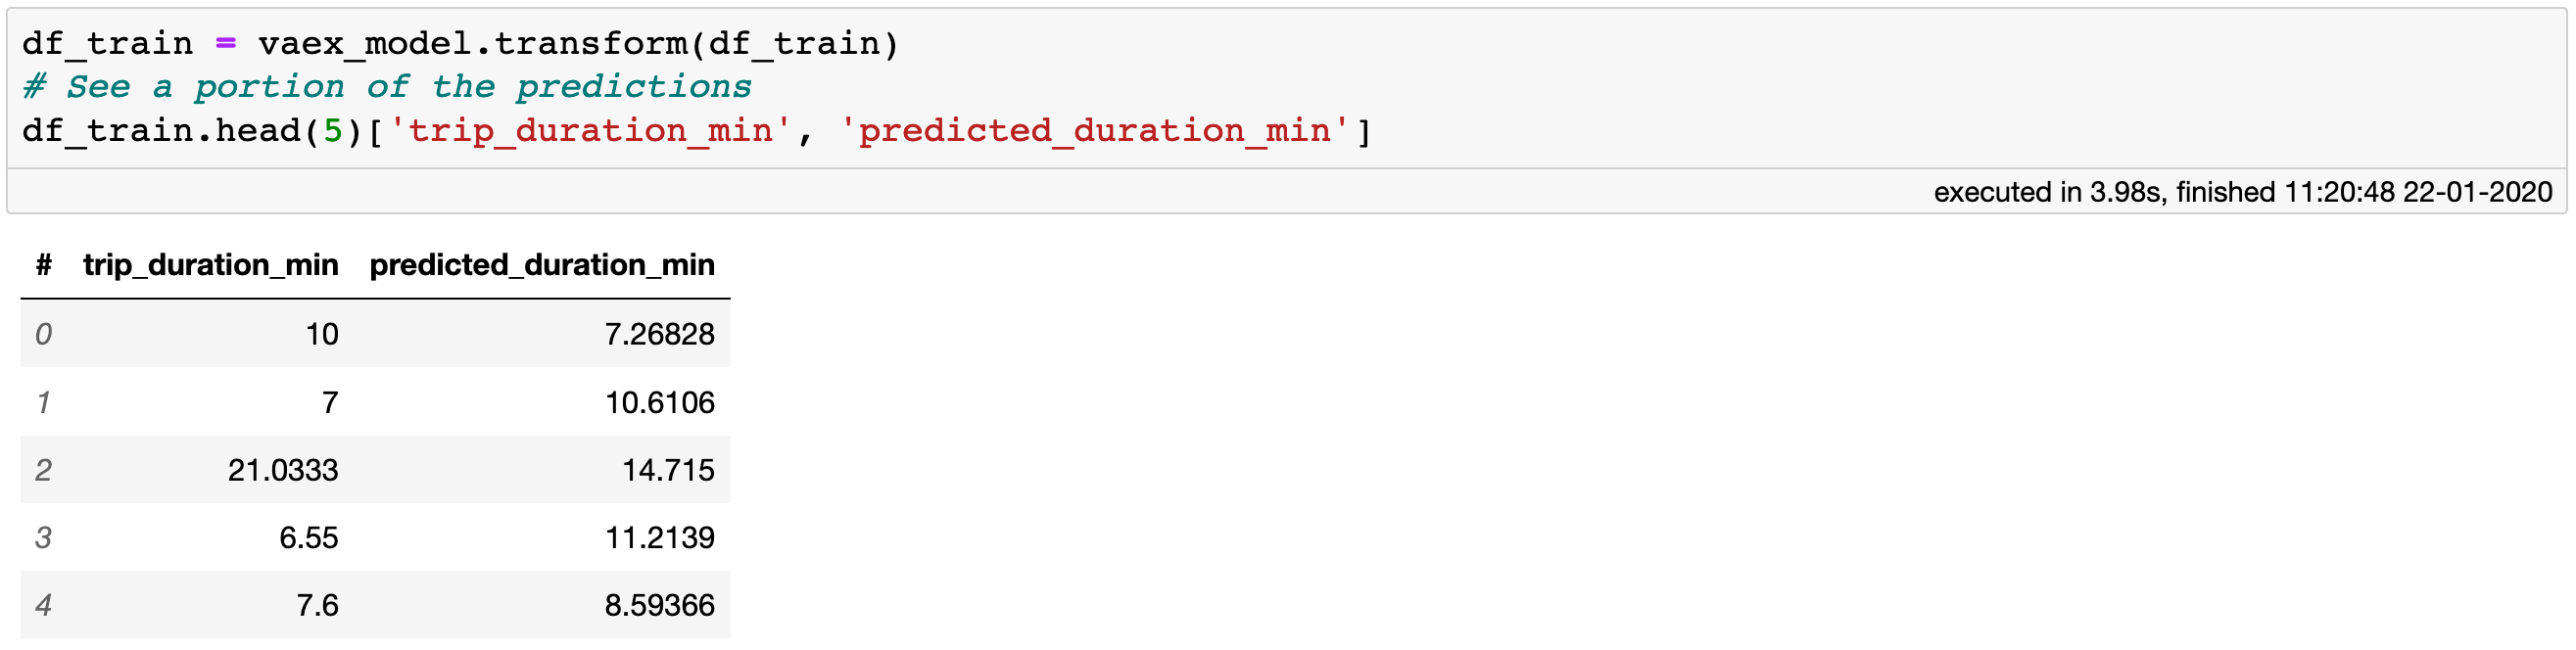 df_train = vaex_model.transform(df_train)
# See a portion of the predictions
df_train.head(5)['trip_duration_min', 'predicted_duration_min']
executed in 3.98s, finished 11:20:48 22-01-2020
# trip_duration_min predicted_duration_min
0 10 7.26828
1 7 10.6106
2 21.0333 14.715
3 6.55 11.2139
4 7.6 8.59366